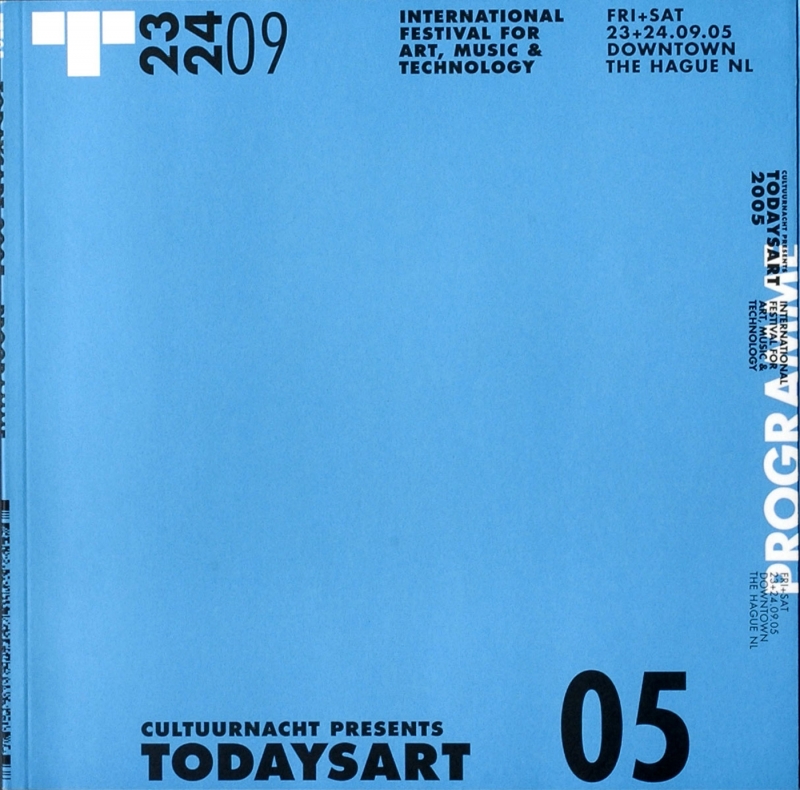 23
24 09
INTERNATIONAL
FESTIVAL FOR
ART, MUSIC &
TECHNOLOGY
FRI+SAT
23+24.09.05
DOWNTOWN
THE HAGUE NL
CULTUURNACHT PRESENTS
TODAYSART
2005
INTERNATIONAL
FESTIVAL FOR
ART, MUSIC &
TECHNOLOGY
PROGRAMME
FRI+SAT
23+24.09.05
DOWNTOWN
THE HAGUE NL
CULTUURNACHT PRESENTS
TODAYSART
05